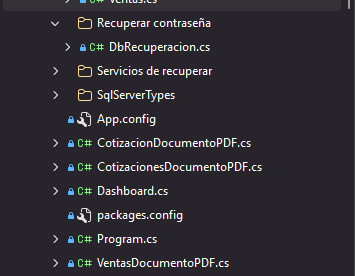 Ventas.cs
Recuperar contraseña
C# DbRecuperacion.cs
Servicios de recuperar
SqlServerTypes
App.config
C# CotizacionDocumentoPDF.cs
C# CotizacionesDocumentoPDF.cs
C# Dashboard.cs
packages.config
C# Program.cs
C# VentasDocumentoPDF.cs